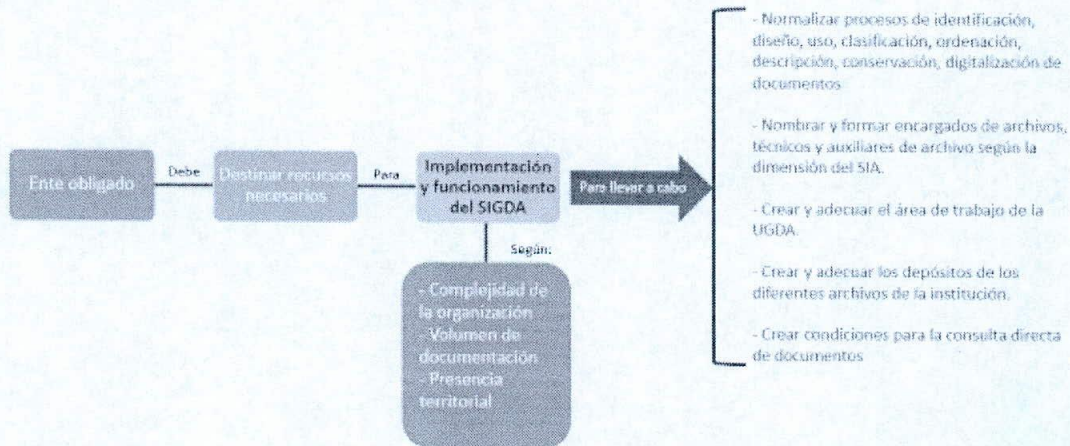 Ente obligado
Debe
Destinar recursos
necesarios
Para
Implementación
y funcionamiento
del SIGDA
Según:
- Complejidad de
la organización
- Volumen de
documentación
- Presencia
territorial
Para llevar a cabo
- Normalizar procesos de identificación,
diseño, uso, clasificación, ordenación,
descripción, conservación, digitalización de
documentos
- Nombrar y formar encargados de archivos,
técnicos y auxiliares de archivo según la
dimensión del SIA.
- Crear y adecuar el área de trabajo de la
UGDA.
- Crear y adecuar los depósitos de los
diferentes archivos de la institución.
- Crear condiciones para la consulta directa
de documentos